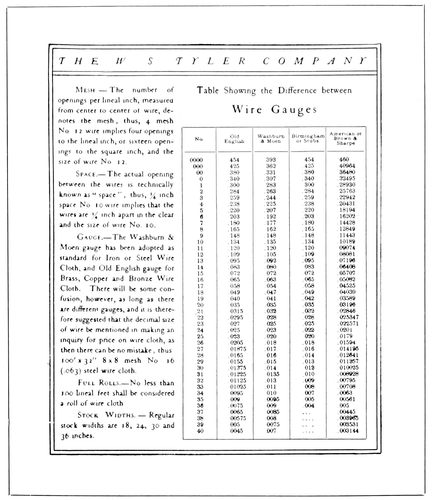 THE W S TYLER COMPANY
MESH — The number of
openings per lineal inch, measured
from center to center of wire, de-
notes the mesh, thus, 4 mesh
No 12 wire implies four openings
to the lineal inch, or sixteen open-
ings to the square inch, and the
size of wire No 12.
SPACE.— The actual opening
between the wires is technically
known as "space", thus, ¼ inch
space No 10 wire implies that the
wires are ¼ inch apart in the clear
and the size of wire No. 10.
GAUGE.— The Washburn &
Moen gauge has been adopted as
standard for Iron or Steel Wire
Cloth, and Old English gauge for
Brass, Copper and Bronze Wire
Cloth. There will be some con-
fusion, however, as long as there
are different gauges, and it is there-
fore suggested that the decimal size
of wire be mentioned in making an
inquiry for price on wire cloth, as
then there can be no mistake, thus
100' x 32" 8 x 8 mesh No 16
(.063) steel wire cloth.
FULL ROLLS.— No less than
100 lineal feet shall be considered
a roll of wire cloth
STOCK WIDTHS.— Regular
stock widths are 18, 24, 30 and
36 inches.
Table Showing the Difference between
Wire Gauges
No. Old English Washburn & Moen Birmingham or Stubs American or Brown & Sharpe
0000 454 393 454 460
000 425 362 425 40964
00 380 331 380 36480
0 340 307 340 32495
1 300 283 300 28930
2 284 263 284 25763
3 259 244 259 22942
4 238 225 238 20431
5 220 207 220 18194
6 203 192 203 16202
7 180 177 180 14428
8 165 162 165 12849
9 148 148 148 11443
10 134 135 134 10189
11 120 120 120 09074
12 109 105 109 08081
13 095 092 095 07196
14 083 080 083 06408
15 072 072 072 05707
16 065 063 065 05082
17 058 054 058 04525
18 049 047 049 04030
19 040 041 042 03589
20 035 035 035 03196
21 0315 032 032 02846
22 0295 028 028 025347
23 027 025 025 022571
24 025 023 022 0201
25 023 020 020 0179
26 0205 018 018 01594
27 01875 017 016 014195
28 0165 016 014 012641
29 0155 015 013 011257
30 01375 014 012 010025
31 01225 0135 010 008928
32 01125 013 009 00795
33 01025 011 008 00708
34 0095 010 007 0063
35 009 0095 005 00561
36 0075 009 004 005
37 0065 0085 .... 00445
38 00575 008 .... 003965
39 005 0075 .... 003531
40 0045 007 .... 003144